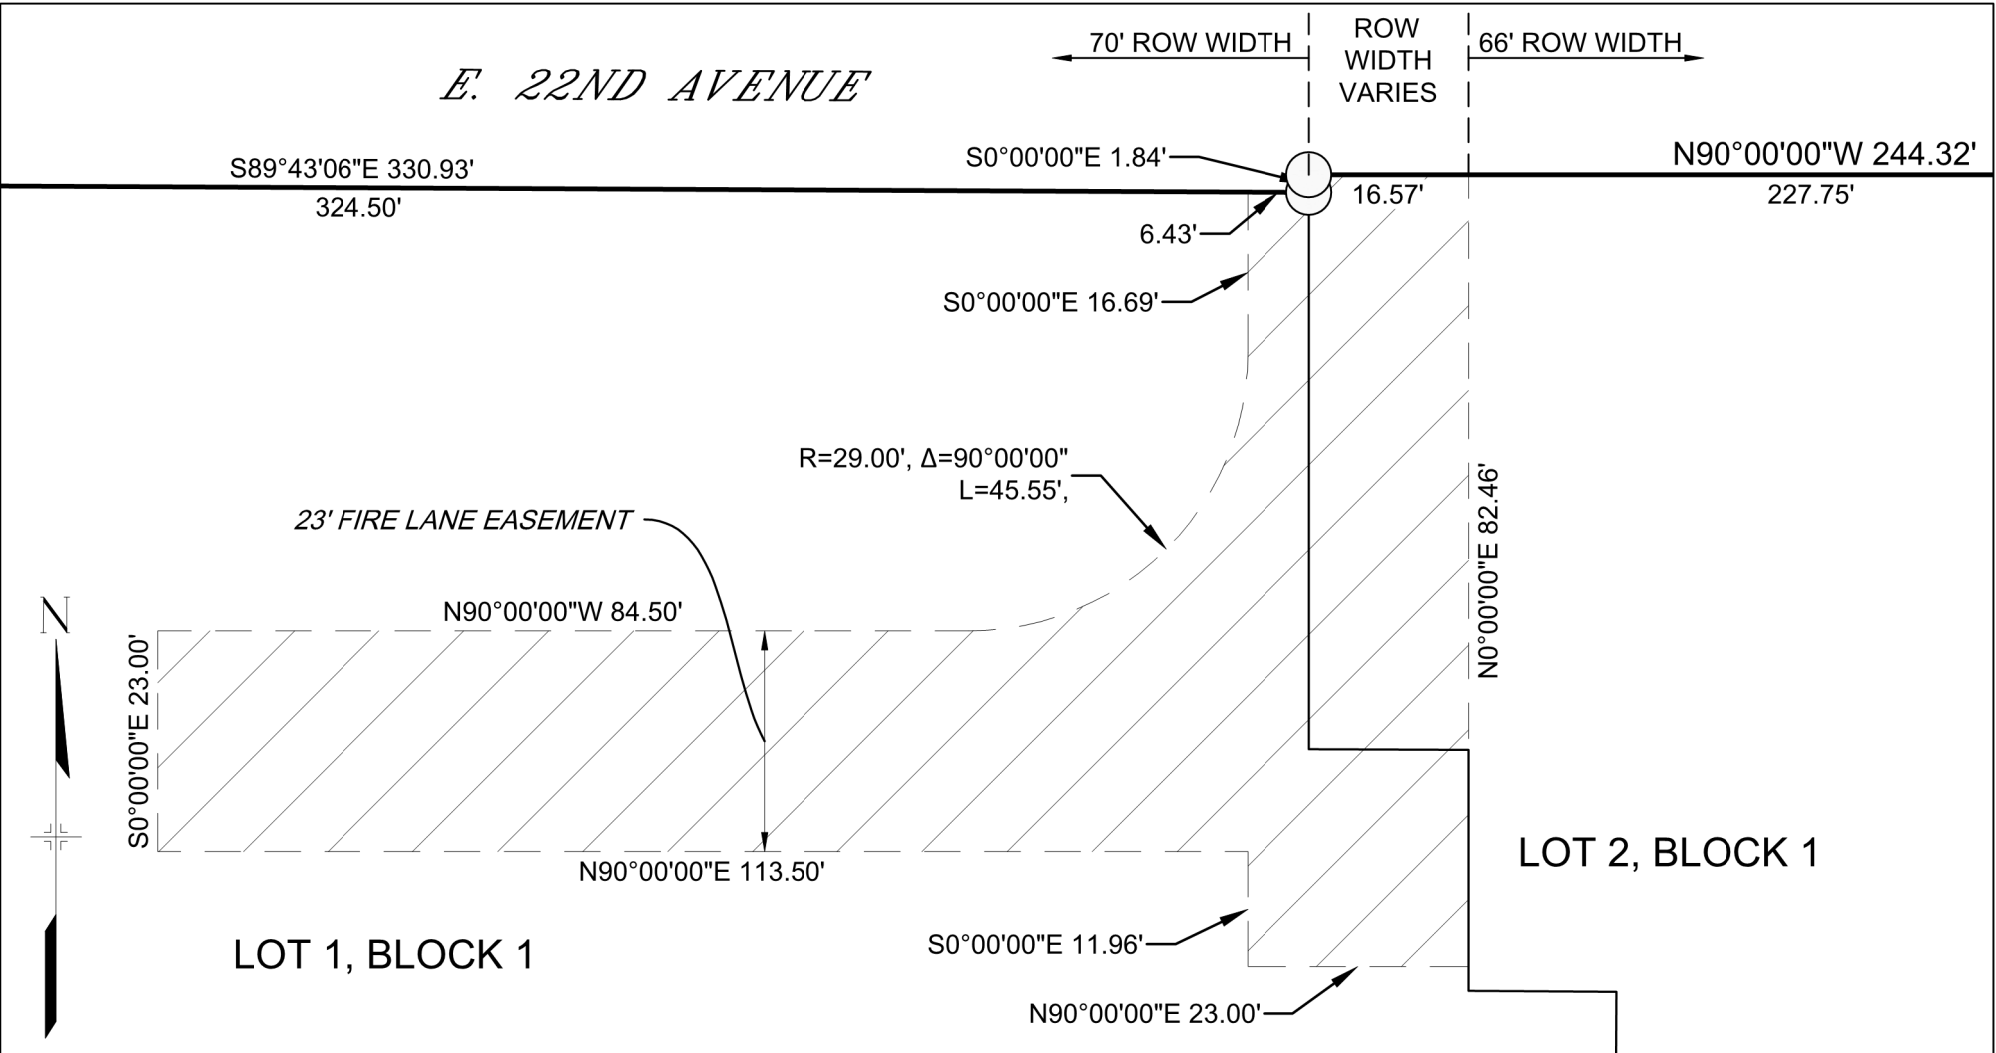 70' ROW WIDTH
ROW
WIDTH
VARIES
66' ROW WIDTH
E. 22ND AVENUE
S0°00'00"E 1.84'
N90°00'00"W 244.32'
S89°43'06"E 330.93'
324.50'
16.57'
227.75'
6.43'
S0°00'00"E 16.69'
R=29.00', Δ=90°00'00"
L=45.55',
23' FIRE LANE EASEMENT
N0°00'00"E 82.46'
N
N90°00'00"W 84.50'
S0°00'00"E 23.00'
N90°00'00"E 113.50'
LOT 2, BLOCK 1
LOT 1, BLOCK 1
S0°00'00"E 11.96'
N90°00'00"E 23.00'